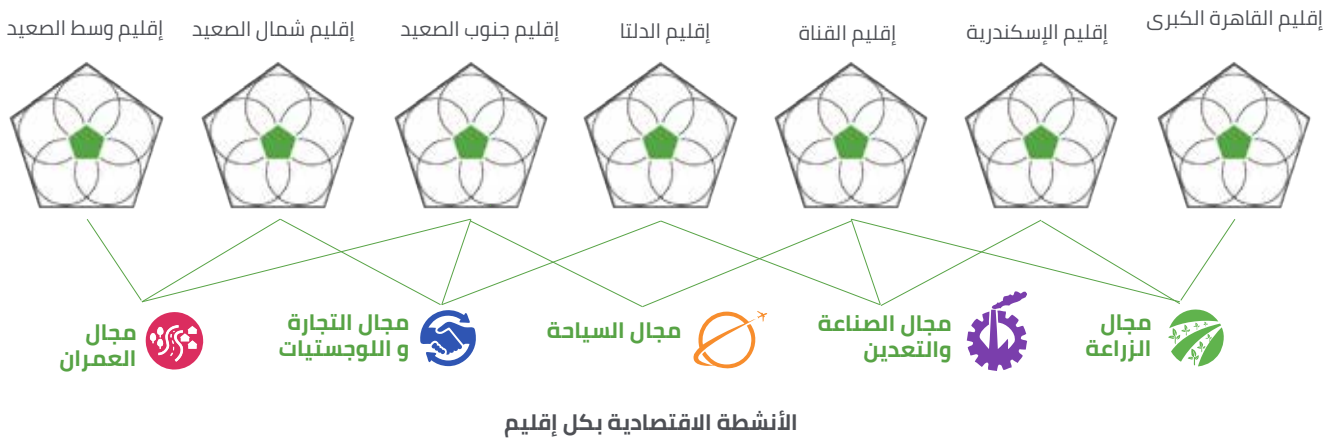 إقليم القاهرة الكبرى
إقليم الإسكندرية
إقليم القناة
إقليم الدلتا
إقليم جنوب الصعيد
إقليم شمال الصعيد
إقليم وسط الصعيد
مجال
الزراعة
مجال الصناعة
والتعدين
مجال السياحة
مجال التجارة
و اللوجستيات
مجال
العمران
الأنشطة الاقتصادية بكل إقليم